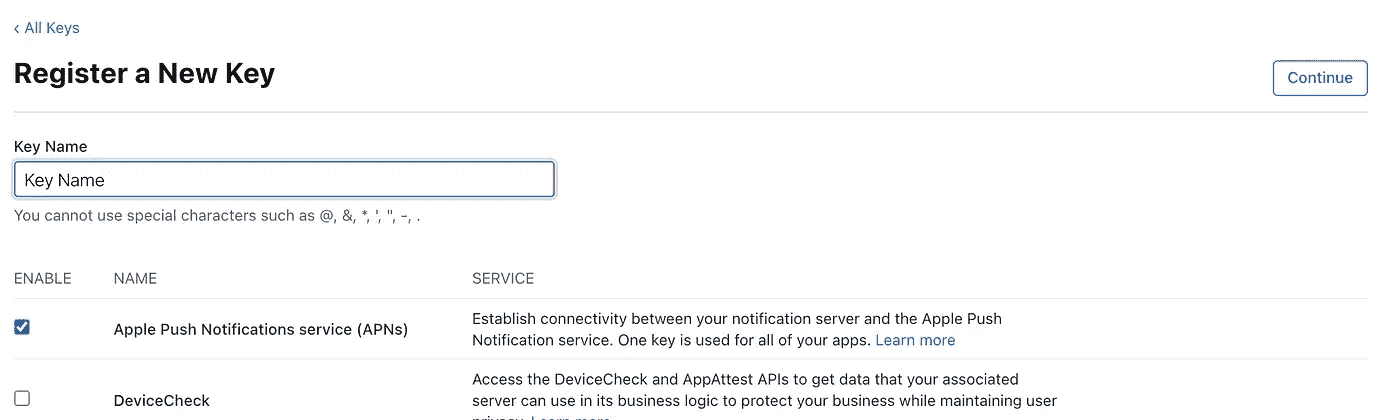 ‹ All Keys
Register a New Key
Continue
Key Name
Key Name
You cannot use special characters such as @, &, *, ', ", -, .
ENABLE NAME SERVICE
Apple Push Notifications service (APNs)
Establish connectivity between your notification server and the Apple Push
Notification service. One key is used for all of your apps. Learn more
DeviceCheck
Access the DeviceCheck and AppAttest APIs to get data that your associated
server can use in its business logic to protect your business while maintaining user
privacy. Learn more